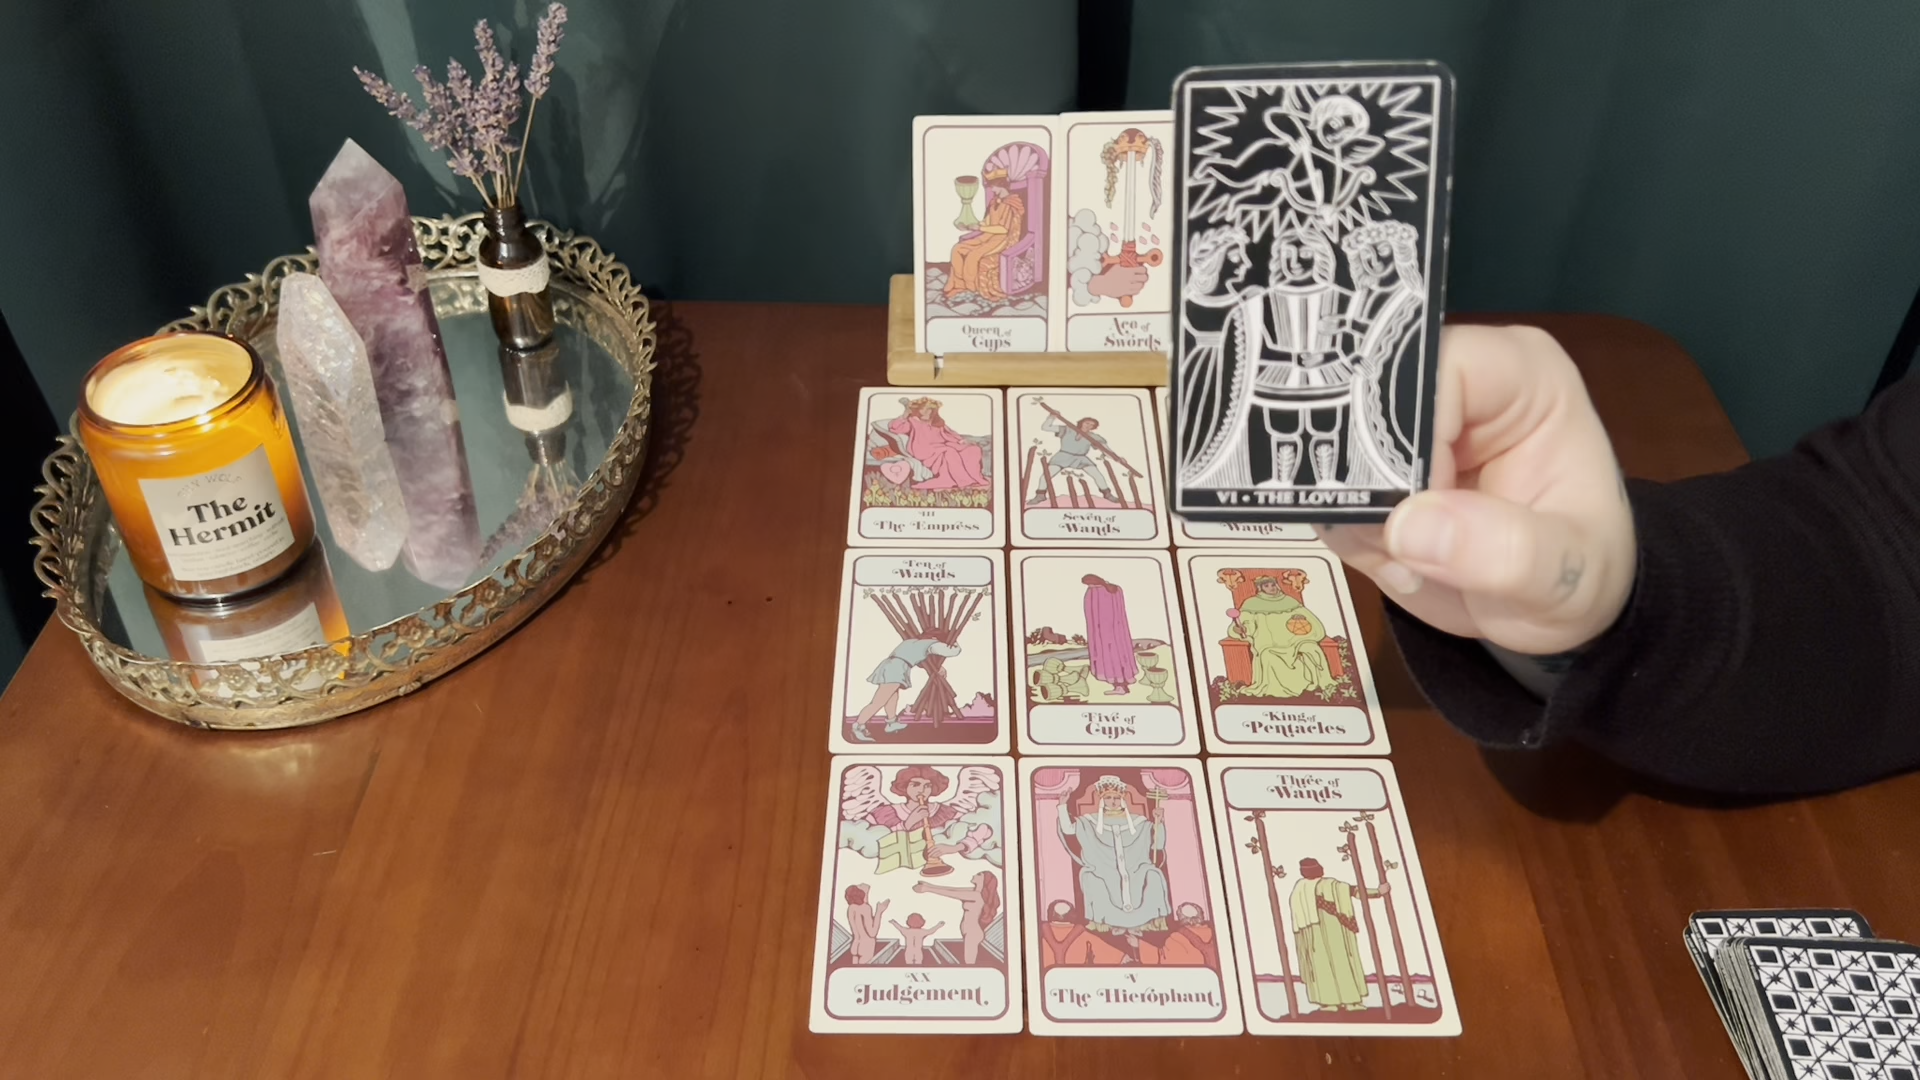 The
Hermit
Queen of
Cups
Ace of
Swords
VI • THE LOVERS
III
The Empress
Seven of
Wands
Wands
Ten of
Wands
Five of
Cups
King of
Pentacles
XX
Judgement
V
The Hierophant
Three of
Wands